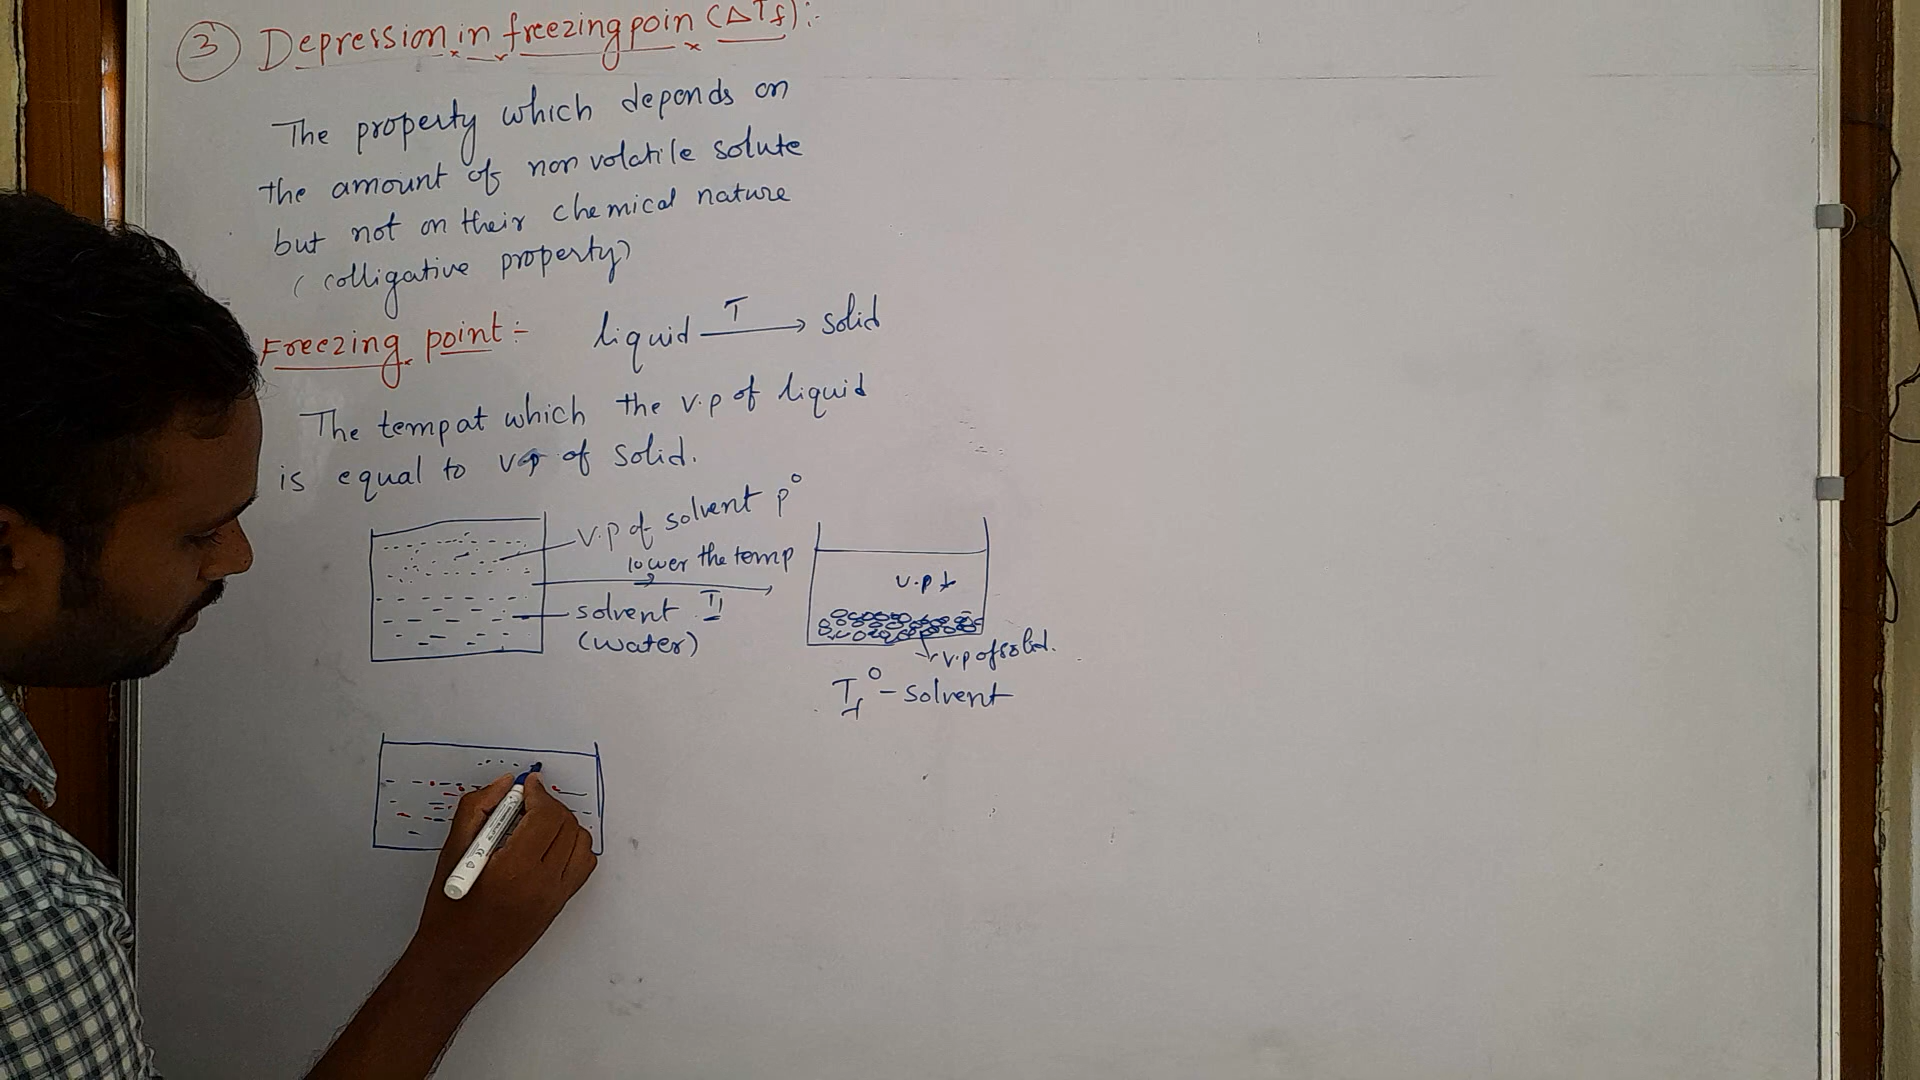 ③ Depression in freezing poin (ΔTf):-
The property which depends on
the amount of non volatile solute
but not on their chemical nature
(colligative property)
Freezing point:- liquid T→ solid
The temp at which the v.p of liquid
is equal to vp of solid.
v.p of solvent p°
lower the temp
solvent
(water)
v.p
v.p of solid.
Tf° - solvent